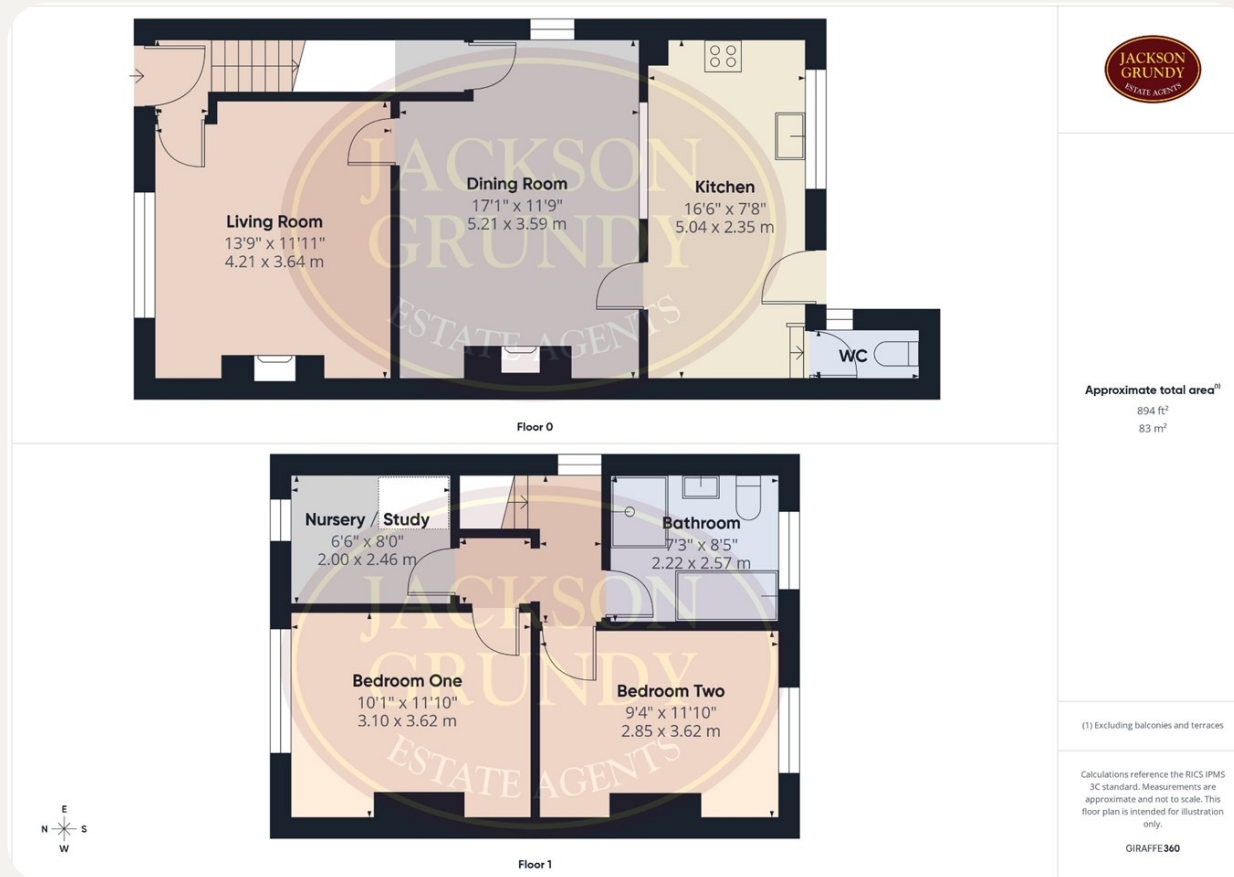 JACKSON
GRUNDY
ESTATE AGENTS
Living Room
13'9" x 11'11"
4.21 x 3.64 m
Dining Room
17'1" x 11'9"
5.21 x 3.59 m
Kitchen
16'6" x 7'8"
5.04 x 2.35 m
WC
JACKSON
GRUNDY
ESTATE AGENTS
Floor 0
Approximate total area(1)
894 ft²
83 m²
Nursery / Study
6'6" x 8'0"
2.00 x 2.46 m
Bathroom
7'3" x 8'5"
2.22 x 2.57 m
Bedroom One
10'1" x 11'10"
3.10 x 3.62 m
Bedroom Two
9'4" x 11'10"
2.85 x 3.62 m
JACKSON
GRUNDY
ESTATE AGENTS
Floor 1
E
N S
W
(1) Excluding balconies and terraces
Calculations reference the RICS IPMS
3C standard. Measurements are
approximate and not to scale. This
floor plan is intended for illustration
only.
GIRAFFE360